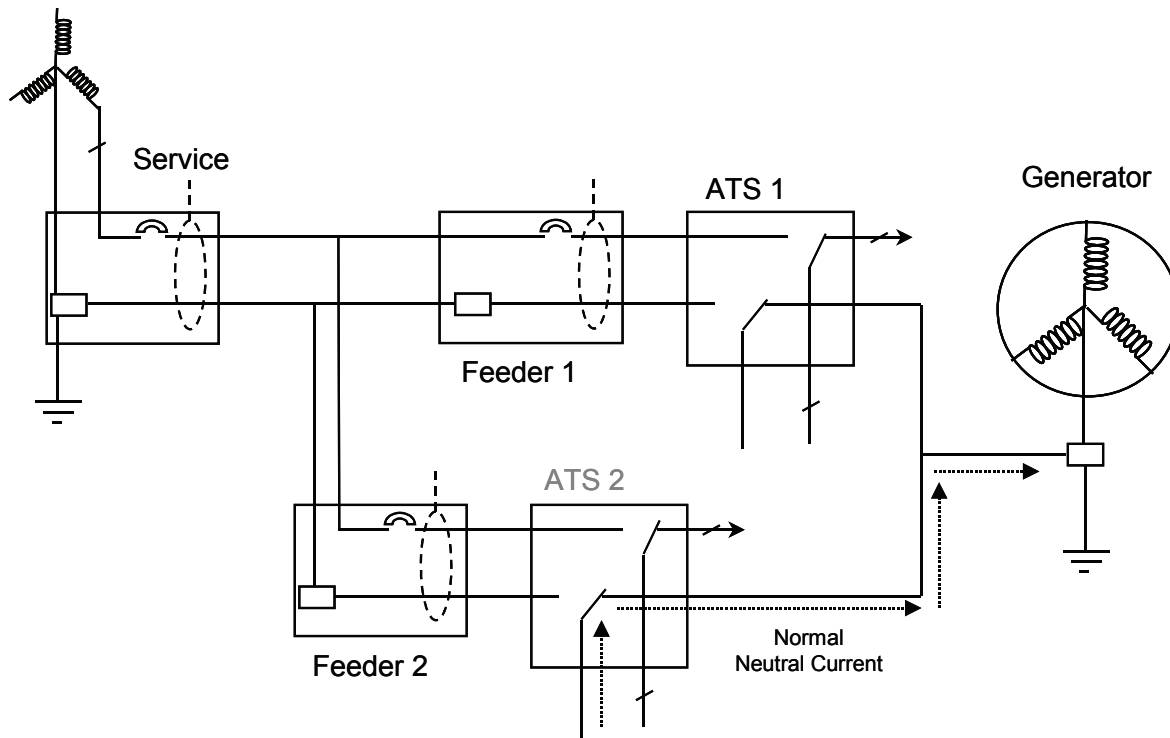 Service
ATS 1
Generator
Feeder 1
ATS 2
Feeder 2
Normal
Neutral Current